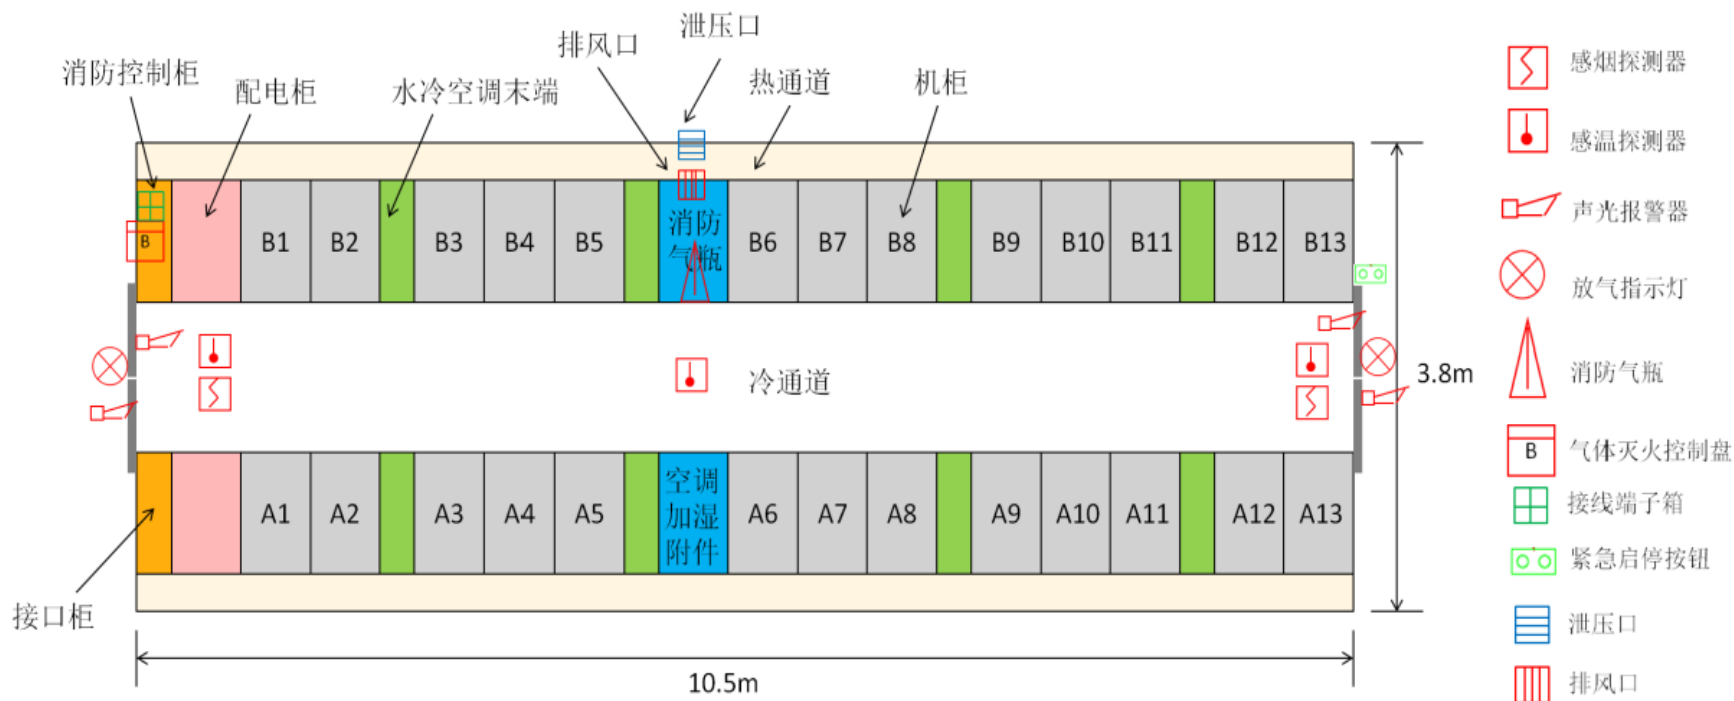 泄压口
排风口
消防控制柜
配电柜
水冷空调末端
热通道
机柜
B
B1
B2
B3
B4
B5
消防
气瓶
B6
B7
B8
B9
B10
B11
B12
B13
冷通道
3.8m
A1
A2
A3
A4
A5
空调
加湿
附件
A6
A7
A8
A9
A10
A11
A12
A13
接口柜
10.5m
感烟探测器
感温探测器
声光报警器
放气指示灯
消防气瓶
B
气体灭火控制盘
接线端子箱
紧急启停按钮
泄压口
排风口